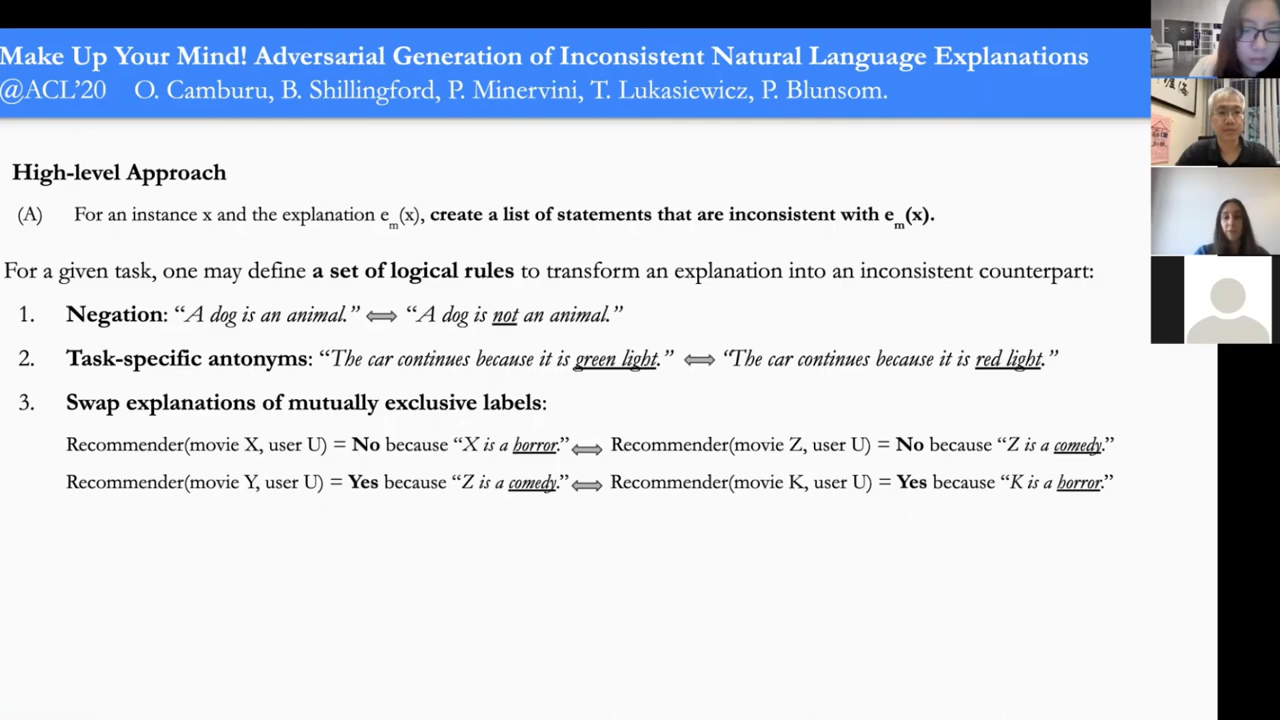 Make Up Your Mind! Adversarial Generation of Inconsistent Natural Language Explanations
@ACL'20 O. Camburu, B. Shillingford, P. Minervini, T. Lukasiewicz, P. Blunsom.
High-level Approach
(A) For an instance x and the explanation e_m(x), create a list of statements that are inconsistent with e_m(x).
For a given task, one may define a set of logical rules to transform an explanation into an inconsistent counterpart:
1. Negation: “A dog is an animal.” ⟺ “A dog is not an animal.”
2. Task-specific antonyms: “The car continues because it is green light.” ⟺ “The car continues because it is red light.”
3. Swap explanations of mutually exclusive labels:
Recommender(movie X, user U) = No because “X is a horror.” ⟺ Recommender(movie Z, user U) = No because “Z is a comedy.”
Recommender(movie Y, user U) = Yes because “Z is a comedy.” ⟺ Recommender(movie K, user U) = Yes because “K is a horror.”